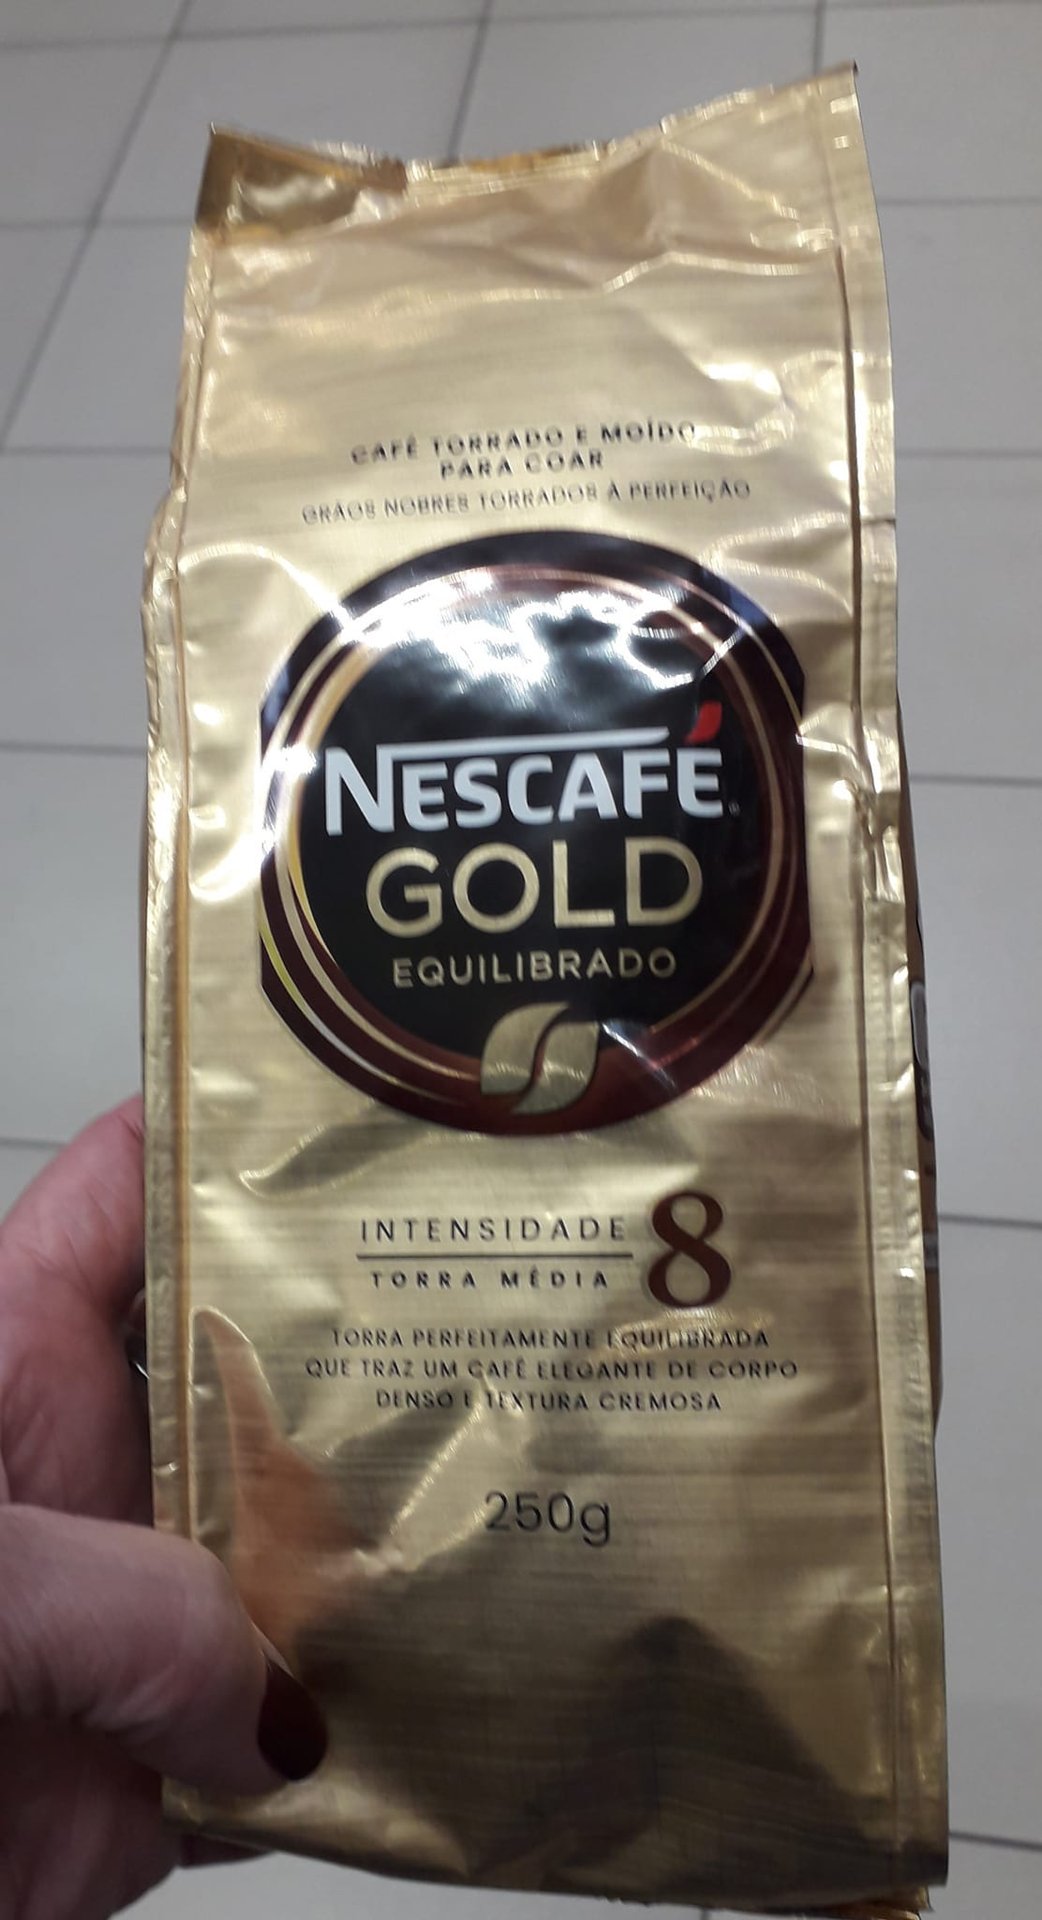 CAFÉ TORRADO E MOÍDO
PARA COAR
GRÃOS NOBRES TORRADOS À PERFEIÇÃO
NESCAFÉ
GOLD
EQUILIBRADO
INTENSIDADE 8
TORRA MÉDIA
TORRA PERFEITAMENTE EQUILIBRADA
QUE TRAZ UM CAFÉ ELEGANTE DE CORPO
DENSO E TEXTURA CREMOSA
250g